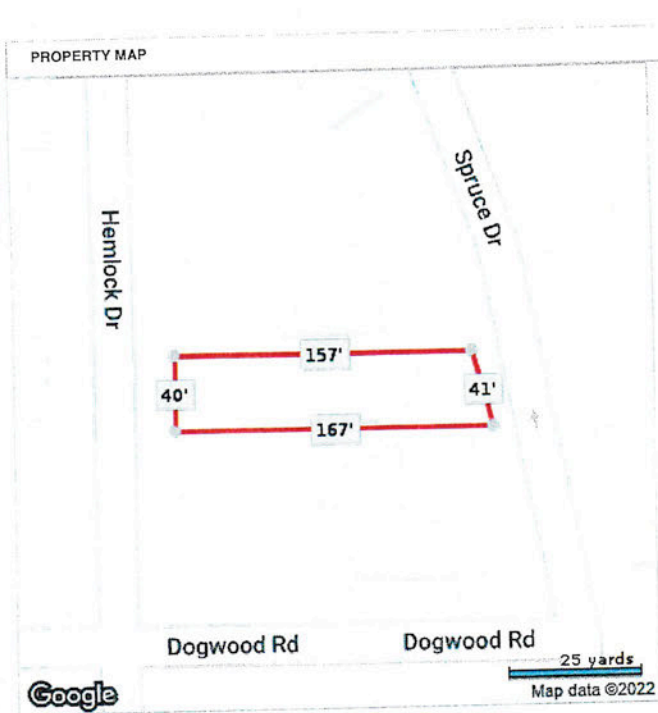 PROPERTY MAP
Spruce Dr
Hemlock Dr
157'
40'
41'
167'
Dogwood Rd
Dogwood Rd
25 yards
Google
Map data ©2022